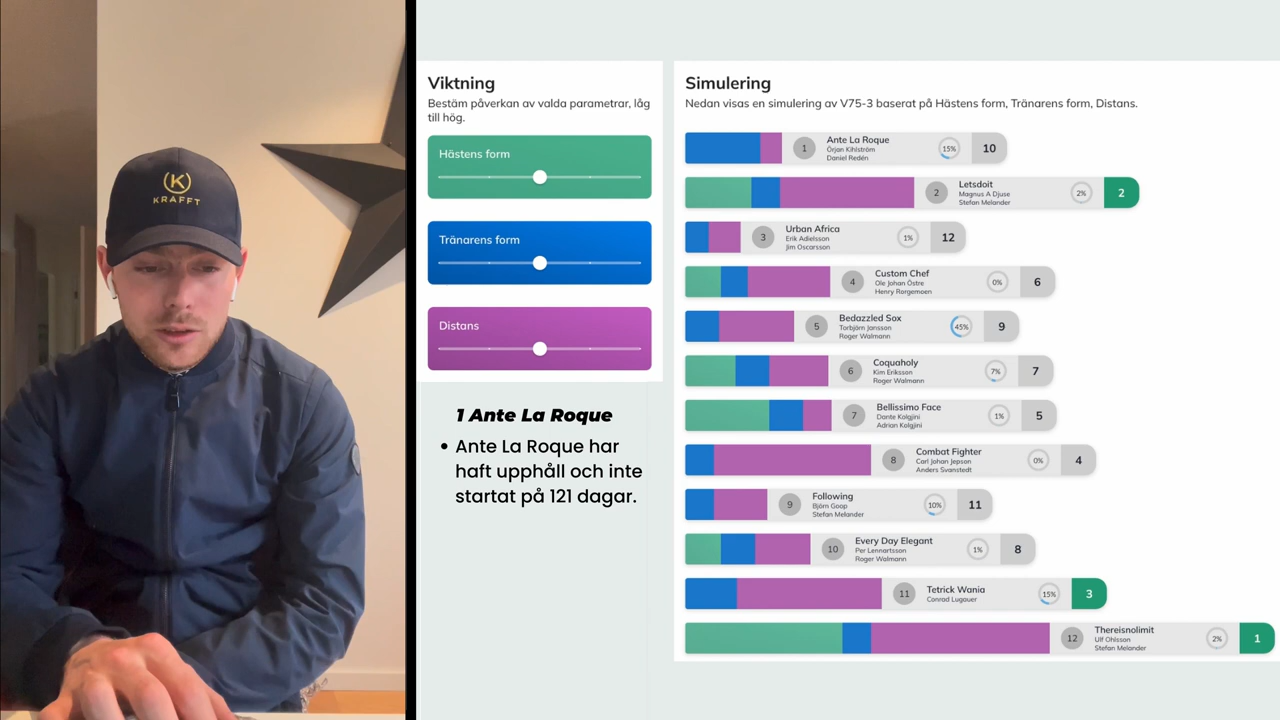 KRAFFT
Viktning
Bestäm påverkan av valda parametrar, låg
till hög.
Hästens form
Tränarens form
Distans
1 Ante La Roque
• Ante La Roque har
haft upphåll och inte
startat på 121 dagar.
Simulering
Nedan visas en simulering av V75-3 baserat på Hästens form, Tränarens form, Distans.
1 Ante La Roque 15% 10
Örjan Kihlström
Daniel Redén
2 Letsdoit 2% 2
Magnus A Djuse
Stefan Melander
3 Urban Africa 1% 12
Erik Adielsson
Jim Oscarsson
4 Custom Chef 0% 6
Ole Johan Östre
Henry Rorgemoen
5 Bedazzled Sox 45% 9
Torbjörn Jansson
Roger Walmann
6 Coquaholy 7% 7
Kim Eriksson
Roger Walmann
7 Bellissimo Face 1% 5
Dante Kolgjini
Adrian Kolgjini
8 Combat Fighter 0% 4
Carl Johan Jepson
Anders Svanstedt
9 Following 10% 11
Björn Goop
Stefan Melander
10 Every Day Elegant 1% 8
Per Lennartsson
Roger Walmann
11 Tetrick Wania 15% 3
Conrad Lugauer
12 Thereisnolimit 2% 1
Ulf Ohlsson
Stefan Melander